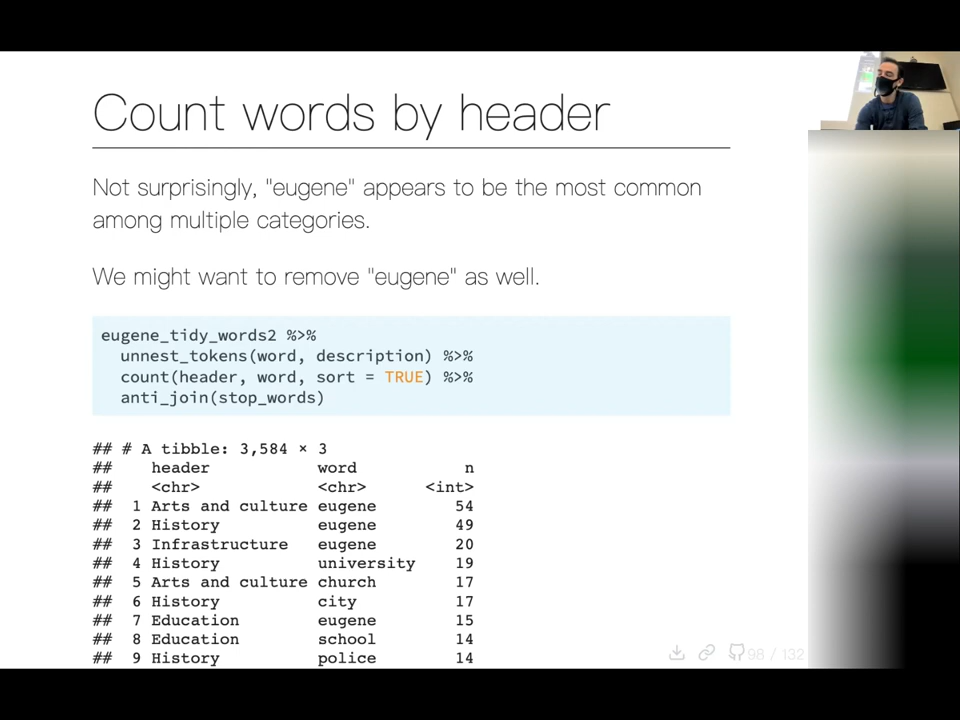 Count words by header
Not surprisingly, "eugene" appears to be the most common
among multiple categories.
We might want to remove "eugene" as well.
eugene_tidy_words2 %>%
  unnest_tokens(word, description) %>%
  count(header, word, sort = TRUE) %>%
  anti_join(stop_words)
## # A tibble: 3,584 × 3
##    header           word           n
##    <chr>            <chr>      <int>
##  1 Arts and culture eugene        54
##  2 History          eugene        49
##  3 Infrastructure   eugene        20
##  4 History          university    19
##  5 Arts and culture church        17
##  6 History          city          17
##  7 Education        eugene        15
##  8 Education        school        14
##  9 History          police        14
98 / 132